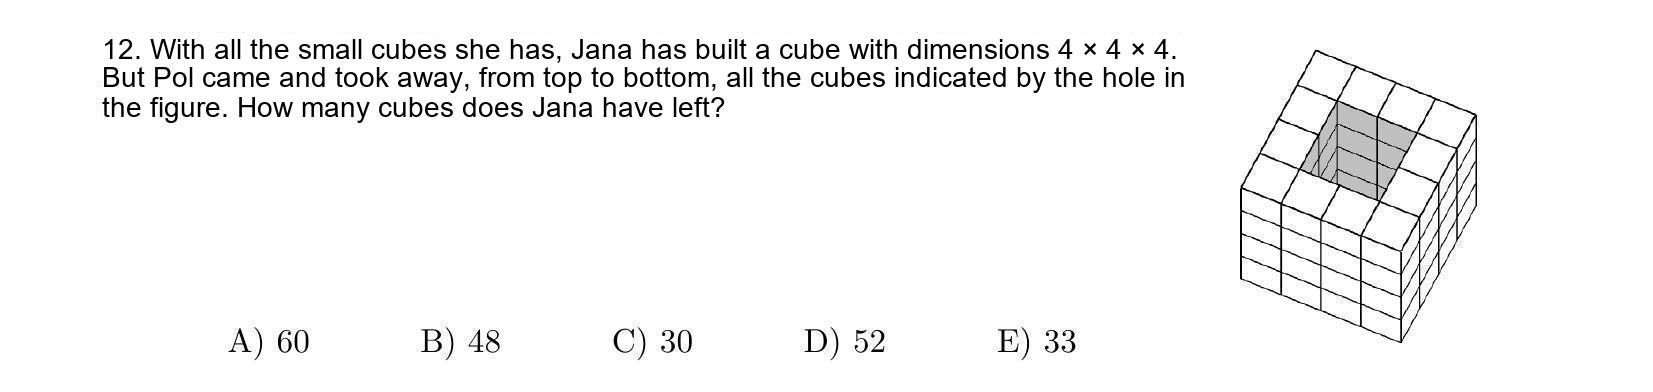 12. With all the small cubes she has, Jana has built a cube with dimensions 4 × 4 × 4.
But Pol came and took away, from top to bottom, all the cubes indicated by the hole in
the figure. How many cubes does Jana have left?
A) 60 B) 48 C) 30 D) 52 E) 33